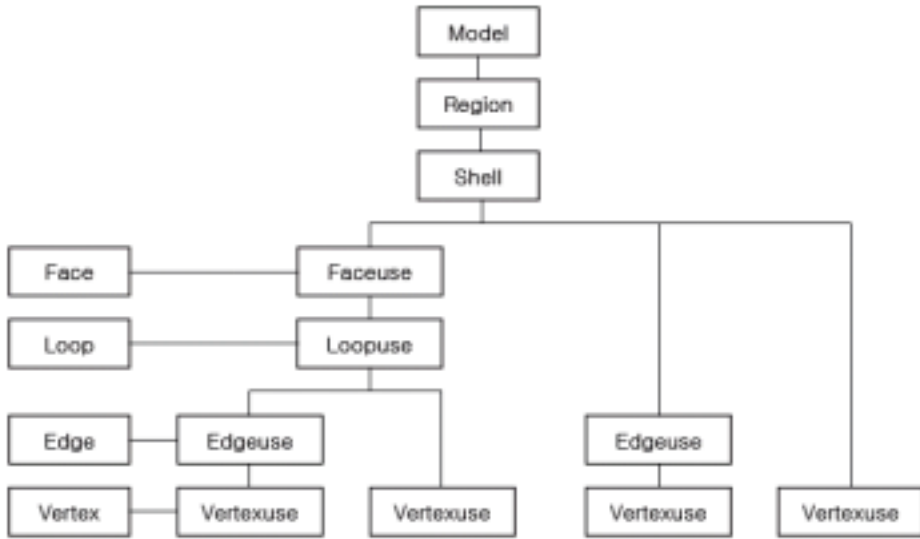 Model
Region
Shell
Face
Faceuse
Loop
Loopuse
Edge
Edgeuse
Edgeuse
Vertex
Vertexuse
Vertexuse
Vertexuse
Vertexuse